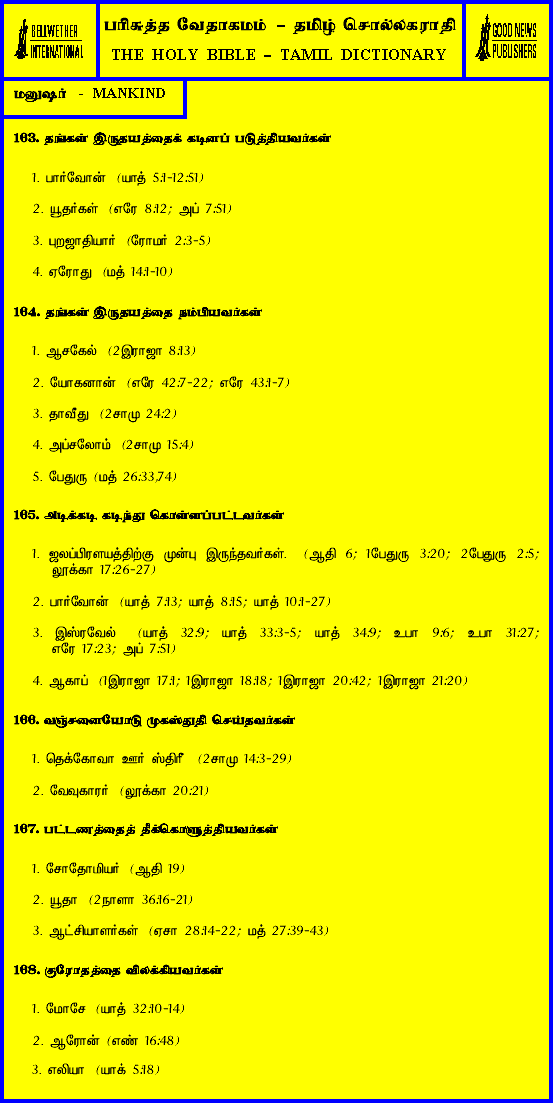 BELLWETHER
INTERNATIONAL
பரிசுத்த வேதாகமம் – தமிழ் சொல்லகராதி
THE HOLY BIBLE – TAMIL DICTIONARY
GOOD NEWS
PUBLISHERS
மனுஷர் - MANKIND
163. தங்கள் இருதயத்தைக் கடினப் படுத்தியவர்கள்
1. பார்வோன் (யாத் 5:1-12:51)
2. யூதர்கள் (எரே 8:12; அப் 7:51)
3. புறஜாதியார் (ரோமர் 2:3-5)
4. ஏரோது (மத் 14:1-10)
164. தங்கள் இருதயத்தை நம்பியவர்கள்
1. ஆசகேல் (2இராஜா 8:13)
2. யோகனான் (எரே 42:7-22; எரே 43:1-7)
3. தாவீது (2சாமு 24:2)
4. அப்சலோம் (2சாமு 15:4)
5. பேதுரு (மத் 26:33,74)
165. அடிக்கடி கடிந்து கொள்ளப்பட்டவர்கள்
1. ஜலப்பிரளயத்திற்கு முன்பு இருந்தவர்கள். (ஆதி 6; 1பேதுரு 3:20; 2பேதுரு 2:5;
லூக்கா 17:26-27)
2. பார்வோன் (யாத் 7:13; யாத் 8:15; யாத் 10:1-27)
3. இஸ்ரவேல் (யாத் 32:9; யாத் 33:3-5; யாத் 34:9; உபா 9:6; உபா 31:27;
எரே 17:23; அப் 7:51)
4. ஆகாப் (1இராஜா 17:1; 1இராஜா 18:18; 1இராஜா 20:42; 1இராஜா 21:20)
166. வஞ்சனையோடு முகஸ்துதி செய்தவர்கள்
1. தெக்கோவா ஊர் ஸ்திரீ (2சாமு 14:3-29)
2. வேவுகாரர் (லூக்கா 20:21)
167. பட்டணத்தைத் தீக்கொளுத்தியவர்கள்
1. சோதோமியர் (ஆதி 19)
2. யூதா (2நாளா 36:16-21)
3. ஆட்சியாளர்கள் (ஏசா 28:14-22; மத் 27:39-43)
168. குரோதத்தை விலக்கியவர்கள்
1. மோசே (யாத் 32:10-14)
2. ஆரோன் (எண் 16:48)
3. எலியா (யாக் 5:18)